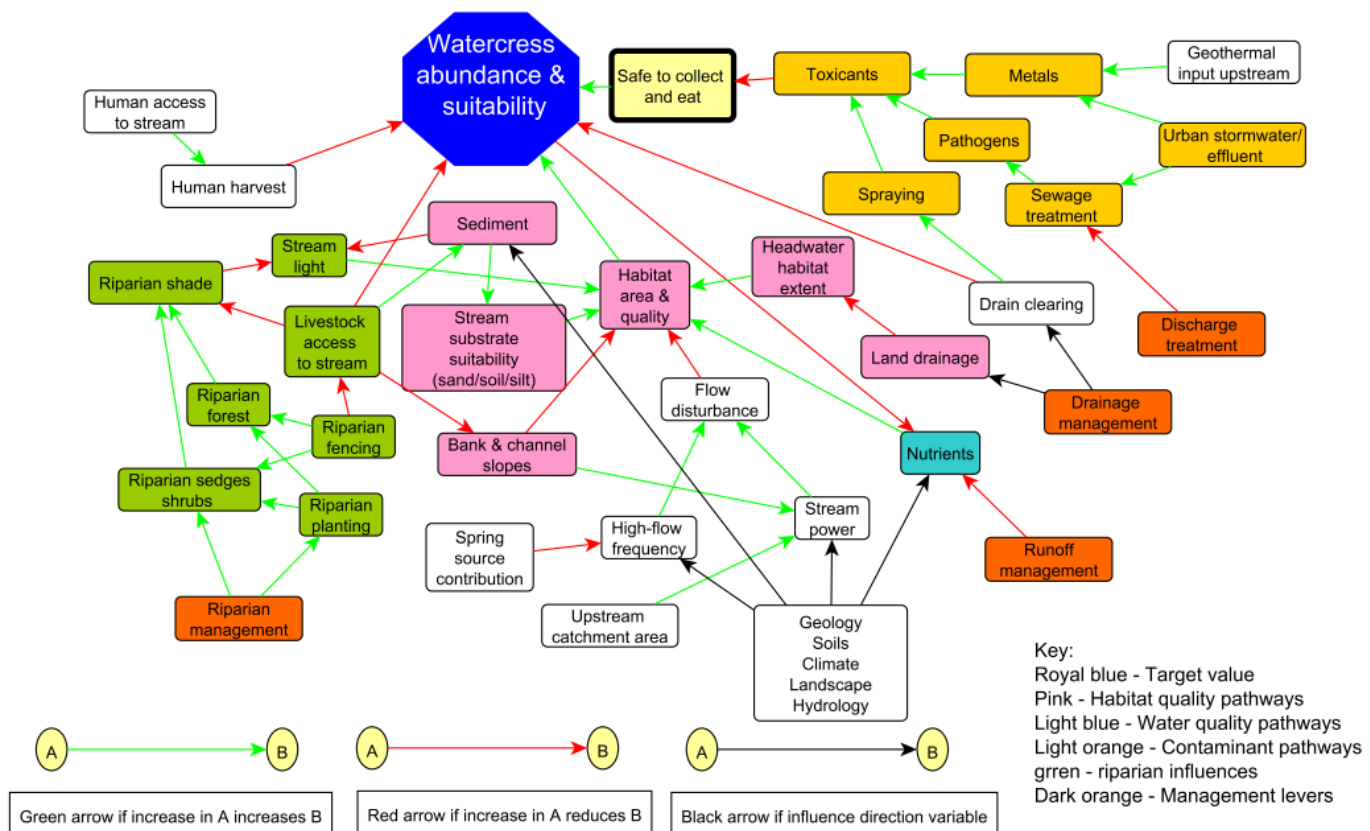 Watercress
abundance &
suitability
Safe to collect
and eat
Toxicants
Metals
Geothermal
input upstream
Human access
to stream
Human harvest
Pathogens
Urban stormwater/
effluent
Spraying
Sewage
treatment
Sediment
Stream
light
Riparian shade
Habitat
area &
quality
Headwater
habitat
extent
Drain clearing
Discharge
treatment
Livestock
access
to stream
Stream
substrate
suitability
(sand/soil/silt)
Land drainage
Flow
disturbance
Drainage
management
Riparian
forest
Riparian
fencing
Bank & channel
slopes
Nutrients
Riparian sedges
shrubs
Riparian
planting
Stream
power
Spring
source
contribution
High-flow
frequency
Runoff
management
Riparian
management
Upstream
catchment area
Geology
Soils
Climate
Landscape
Hydrology
Key:
Royal blue - Target value
Pink - Habitat quality pathways
Light blue - Water quality pathways
Light orange - Contaminant pathways
grren - riparian influences
Dark orange - Management levers
A
B
A
B
A
B
Green arrow if increase in A increases B
Red arrow if increase in A reduces B
Black arrow if influence direction variable